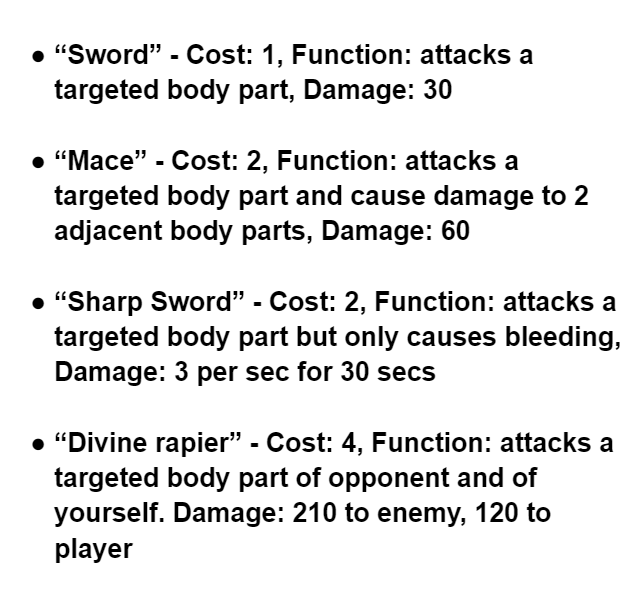 ● “Sword” - Cost: 1, Function: attacks a
targeted body part, Damage: 30
● “Mace” - Cost: 2, Function: attacks a
targeted body part and cause damage to 2
adjacent body parts, Damage: 60
● “Sharp Sword” - Cost: 2, Function: attacks a
targeted body part but only causes bleeding,
Damage: 3 per sec for 30 secs
● “Divine rapier” - Cost: 4, Function: attacks a
targeted body part of opponent and of
yourself. Damage: 210 to enemy, 120 to
player